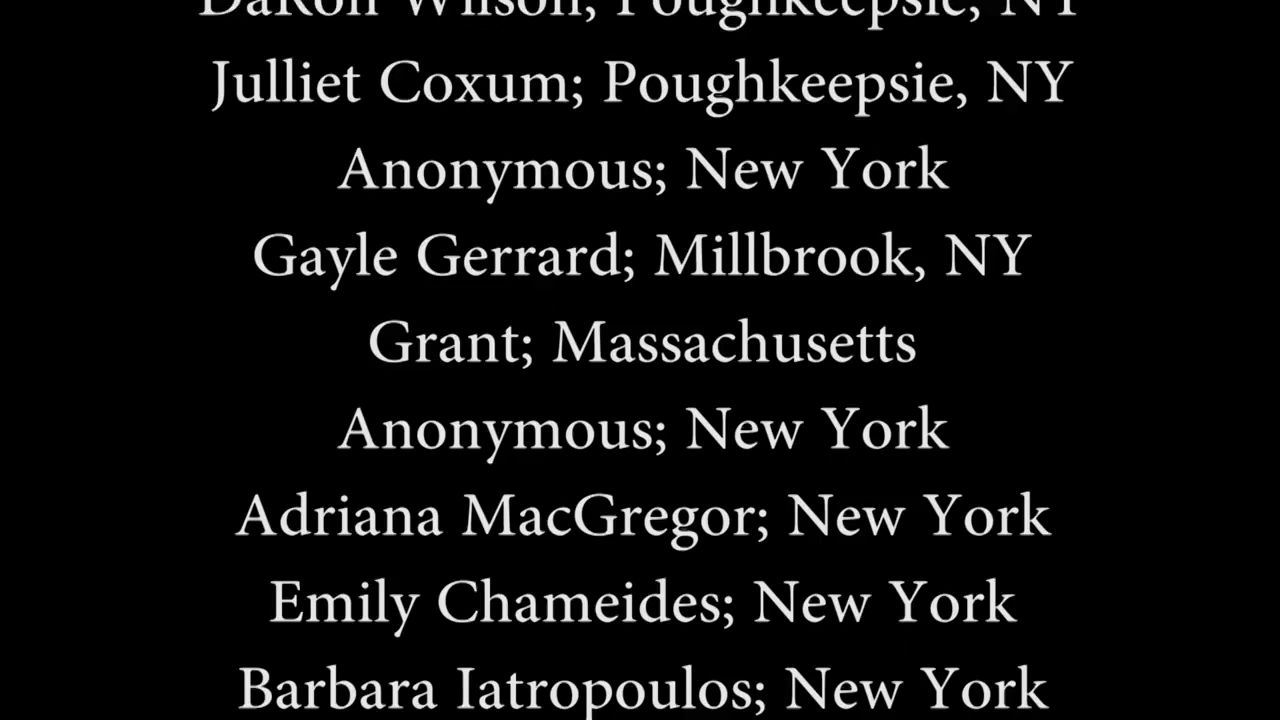 DaRon Wilson; Poughkeepsie, NY
Julliet Coxum; Poughkeepsie, NY
Anonymous; New York
Gayle Gerrard; Millbrook, NY
Grant; Massachusetts
Anonymous; New York
Adriana MacGregor; New York
Emily Chameides; New York
Barbara Iatropoulos; New York